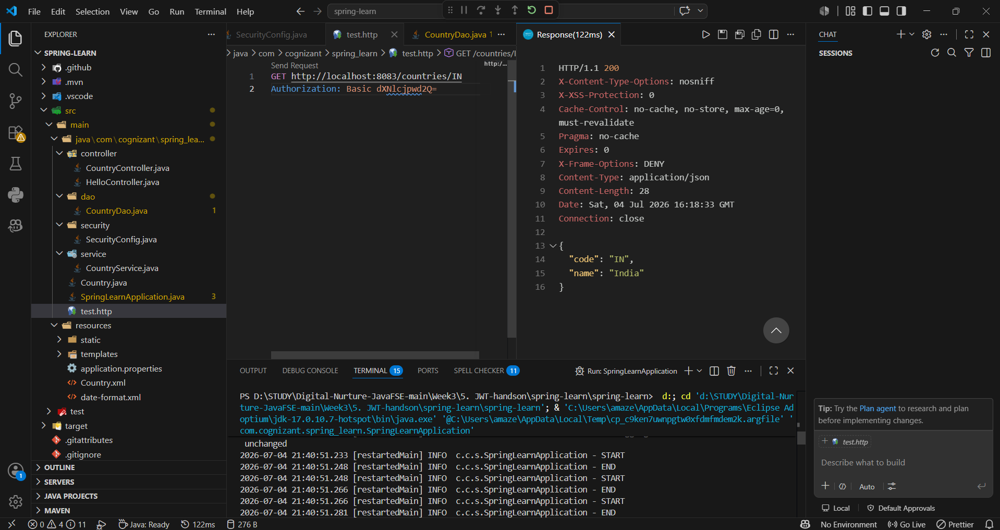 File Edit Selection View Go Run Terminal Help
spring-learn
EXPLORER
SPRING-LEARN
.github
.mvn
.vscode
src
main
java\com\cognizant\spring_lea...
controller
CountryController.java
HelloController.java
dao
CountryDao.java 1
security
SecurityConfig.java
service
CountryService.java
Country.java
SpringLearnApplication.java 3
test.http
resources
static
templates
application.properties
Country.xml
date-format.xml
test
target
.gitattributes
.gitignore
OUTLINE
SERVERS
JAVA PROJECTS
MAVEN
SecurityConfig.java test.http CountryDao.java 1
java > com > cognizant > spring_learn > test.http > GET /countries/I
Send Request
http:/...
1 GET http://localhost:8083/countries/IN
2 Authorization: Basic dXNlcjpwd2Q=
Response(122ms)
1 HTTP/1.1 200
2 X-Content-Type-Options: nosniff
3 X-XSS-Protection: 0
4 Cache-Control: no-cache, no-store, max-age=0,
must-revalidate
5 Pragma: no-cache
6 Expires: 0
7 X-Frame-Options: DENY
8 Content-Type: application/json
9 Content-Length: 28
10 Date: Sat, 04 Jul 2026 16:18:33 GMT
11 Connection: close
12
13 {
14 "code": "IN",
15 "name": "India"
16 }
OUTPUT DEBUG CONSOLE TERMINAL 15 PORTS SPELL CHECKER 11
Run: SpringLearnApplication
PS D:\STUDY\Digital-Nurture-JavaFSE-main\Week3\5. JWT-handson\spring-learn\spring-learn> d:; cd 'd:\STUDY\Digital-Nur
ture-JavaFSE-main\Week3\5. JWT-handson\spring-learn\spring-learn'; & 'C:\Users\amaze\AppData\Local\Programs\Eclipse Ad
optium\jdk-17.0.10.7-hotspot\bin\java.exe' '@C:\Users\amaze\AppData\Local\Temp\cp_c9ken7uwnpgtw0xfdmfmdem2k.argfile' '
com.cognizant.spring_learn.SpringLearnApplication'
unchanged
2026-07-04 21:40:51.233 [restartedMain] INFO c.c.s.SpringLearnApplication - START
2026-07-04 21:40:51.248 [restartedMain] INFO c.c.s.SpringLearnApplication - END
2026-07-04 21:40:51.248 [restartedMain] INFO c.c.s.SpringLearnApplication - START
2026-07-04 21:40:51.266 [restartedMain] INFO c.c.s.SpringLearnApplication - END
2026-07-04 21:40:51.266 [restartedMain] INFO c.c.s.SpringLearnApplication - START
2026-07-04 21:40:51.281 [restartedMain] INFO c.c.s.SpringLearnApplication - END
CHAT
SESSIONS
Tip: Try the Plan agent to research and plan
before implementing changes.
test.http
Describe what to build
Auto
Local Default Approvals
1
0 4 11 Java: Ready 122ms 276 B No Environment Go Live Prettier